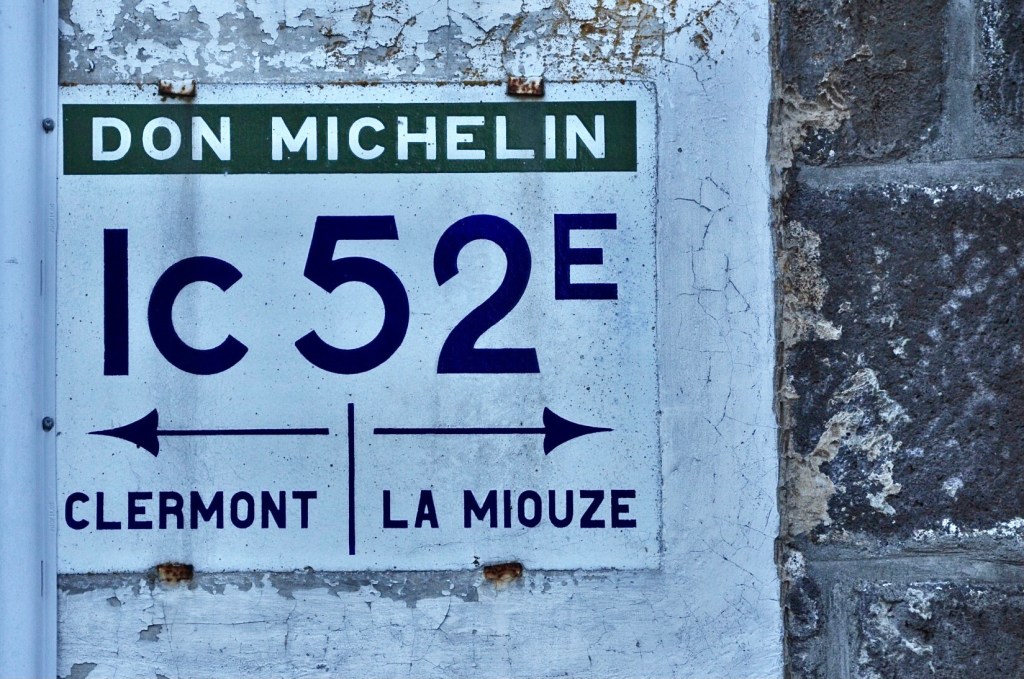 DON MICHELIN
Ic 52E
CLERMONT LA MIOUZE